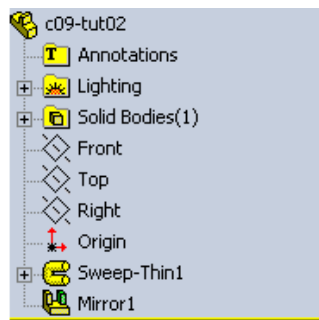 c09-tut02
Annotations
Lighting
Solid Bodies(1)
Front
Top
Right
Origin
Sweep-Thin1
Mirror1